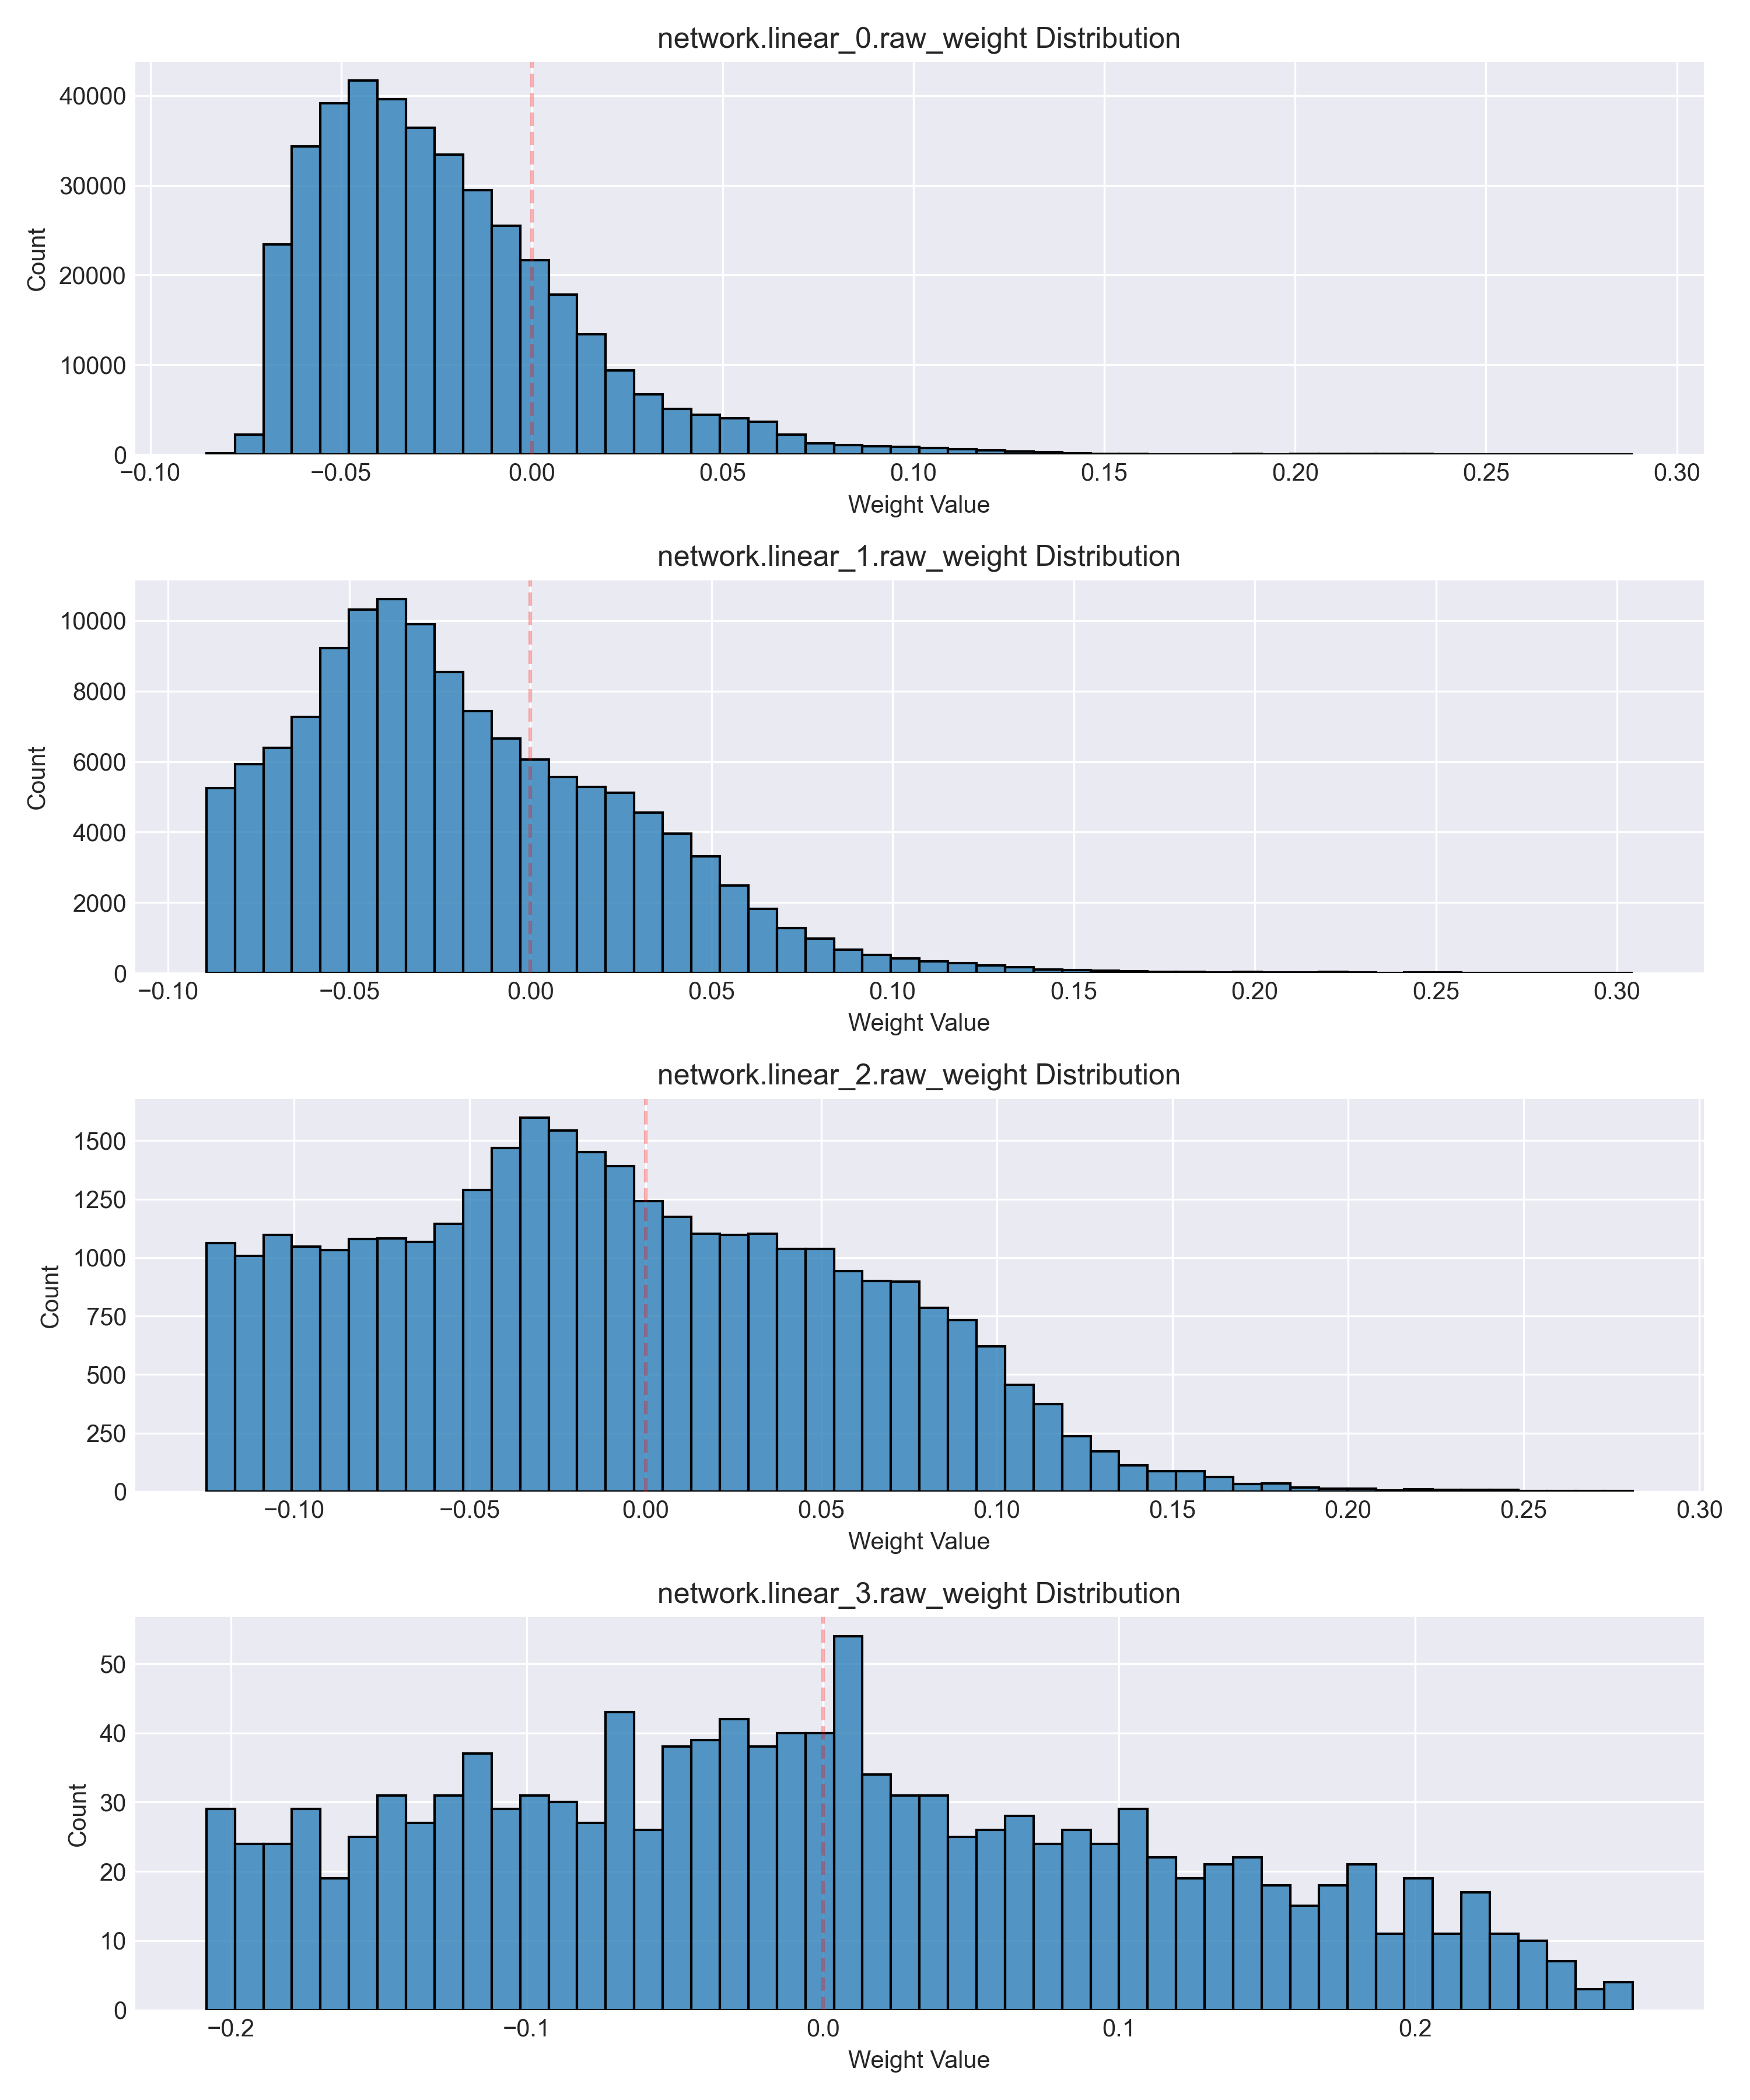 network.linear_0.raw_weight Distribution
40000
30000
20000
10000
0
Count
−0.10 −0.05 0.00 0.05 0.10 0.15 0.20 0.25 0.30
Weight Value
network.linear_1.raw_weight Distribution
10000
8000
6000
4000
2000
0
Count
−0.10 −0.05 0.00 0.05 0.10 0.15 0.20 0.25 0.30
Weight Value
network.linear_2.raw_weight Distribution
1500
1250
1000
750
500
250
0
Count
−0.10 −0.05 0.00 0.05 0.10 0.15 0.20 0.25 0.30
Weight Value
network.linear_3.raw_weight Distribution
50
40
30
20
10
0
Count
−0.2 −0.1 0.0 0.1 0.2
Weight Value